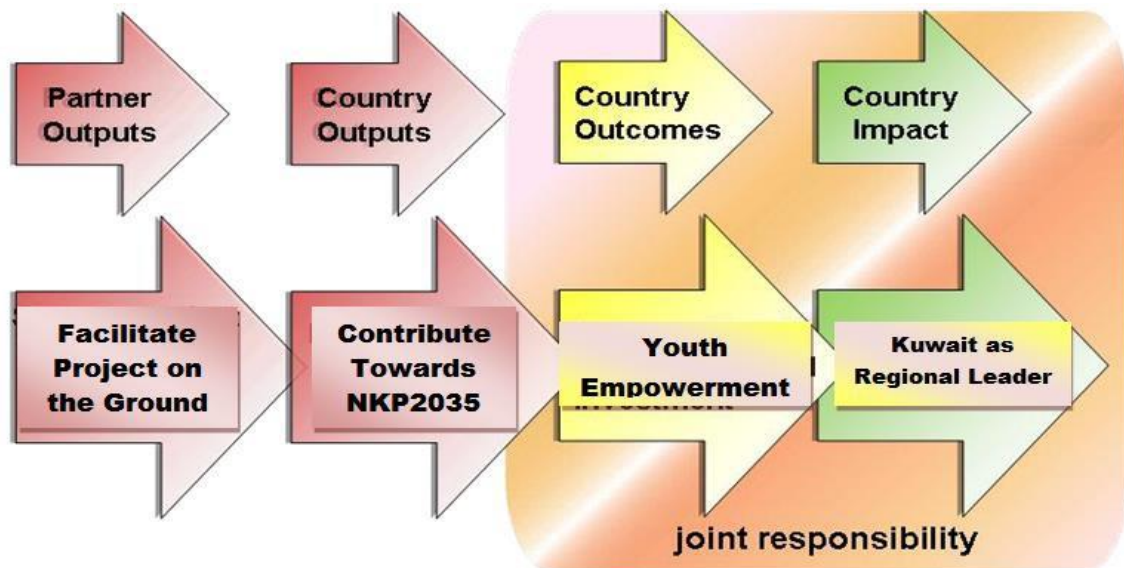 Partner
Outputs
Country
Outputs
Country
Outcomes
Country
Impact
Facilitate
Project on
the Ground
Contribute
Towards
NKP2035
Youth
Empowerment
Kuwait as
Regional Leader
joint responsibility